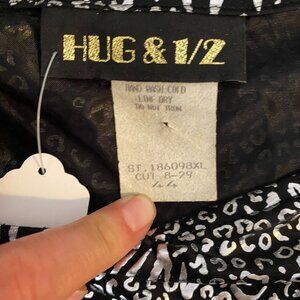 HUG & 1/2
HAND WASH COLD
LINE DRY
DO NOT IRON
ST. 186098XL
CUT 8-29